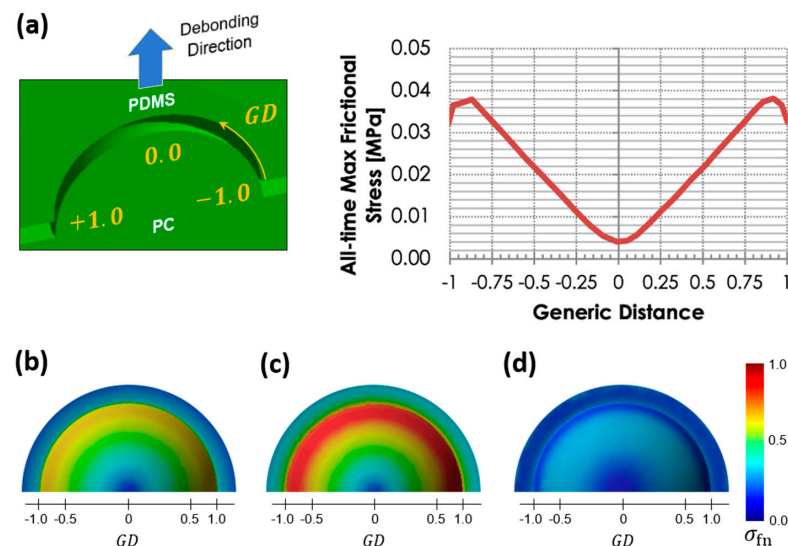 (a)
Debonding
Direction
PDMS
GD
0.0
-1.0
+1.0
PC
All-time Max Frictional
Stress [MPa]
0.05
0.04
0.03
0.02
0.01
0.00
-1 -0.75 -0.5 -0.25 0 0.25 0.5 0.75 1
Generic Distance
(b)
-1.0 -0.5 0 0.5 1.0
GD
(c)
-1.0 -0.5 0 0.5 1.0
GD
(d)
-1.0 -0.5 0 0.5 1.0
GD
1.0
0.5
0.0
σfn